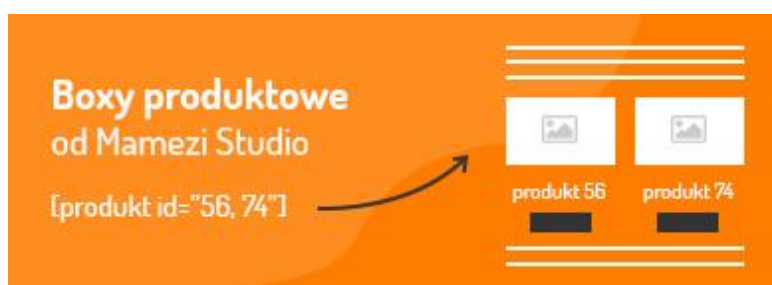 Boxy produktowe
od Mamezi Studio
[produkt id="56, 74"]
produkt 56
produkt 74